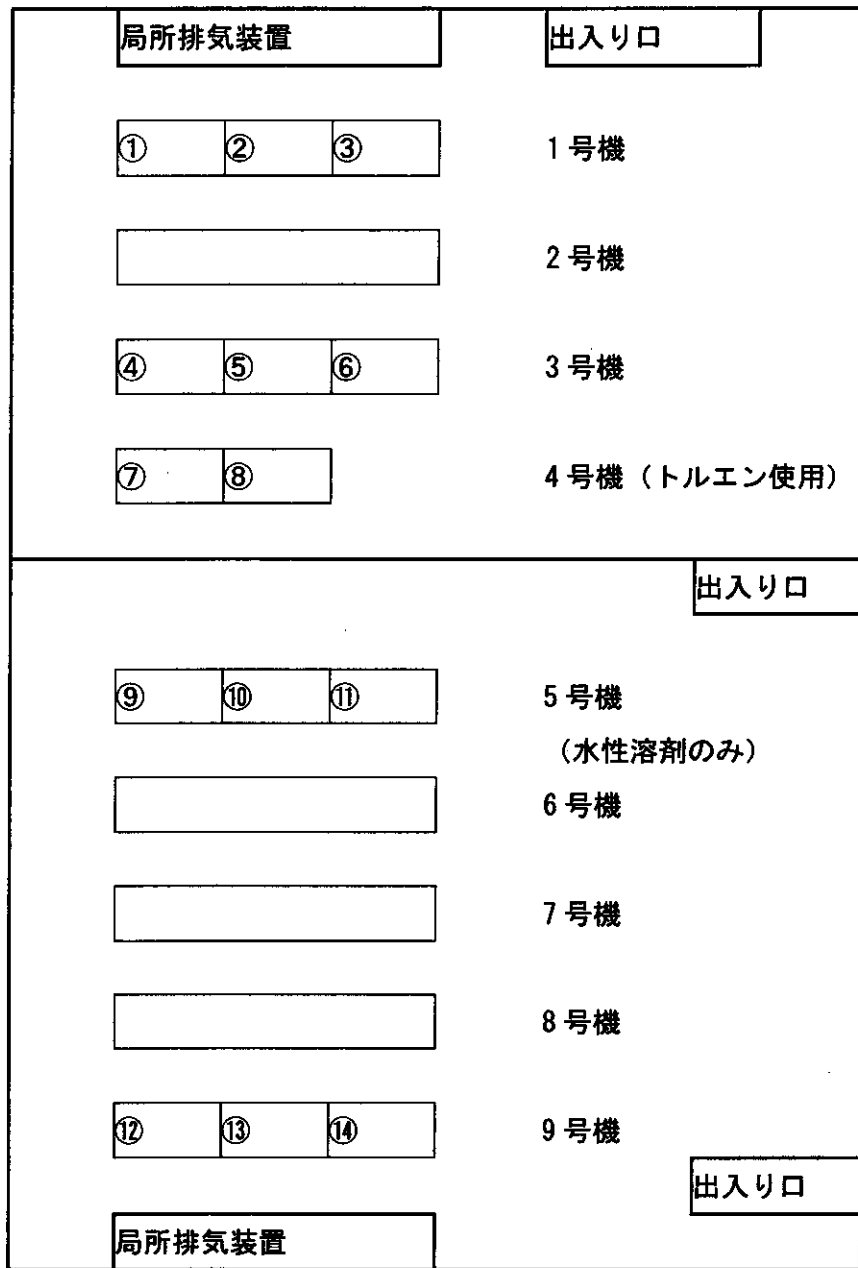 局所排気装置 出入り口
① ② ③ 1号機
2号機
④ ⑤ ⑥ 3号機
⑦ ⑧ 4号機（トルエン使用）
出入り口
⑨ ⑩ ⑪ 5号機
（水性溶剤のみ）
6号機
7号機
8号機
⑫ ⑬ ⑭ 9号機
出入り口
局所排気装置